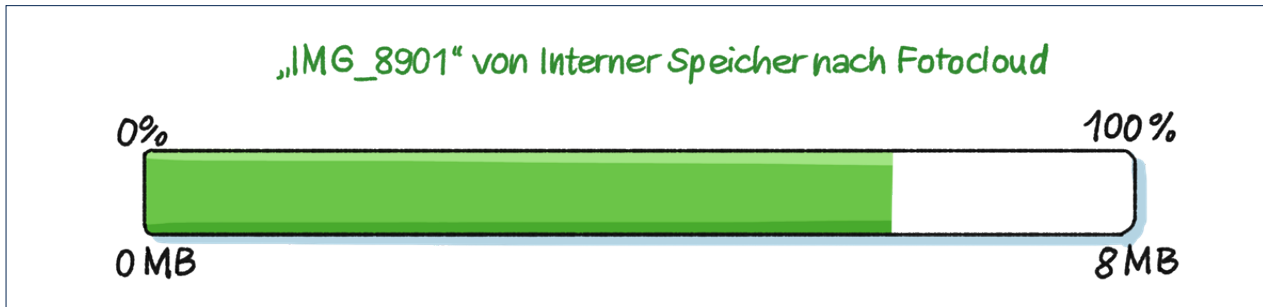 „IMG_8901“ von Interner Speicher nach Fotocloud
0% 100%
0 MB 8 MB